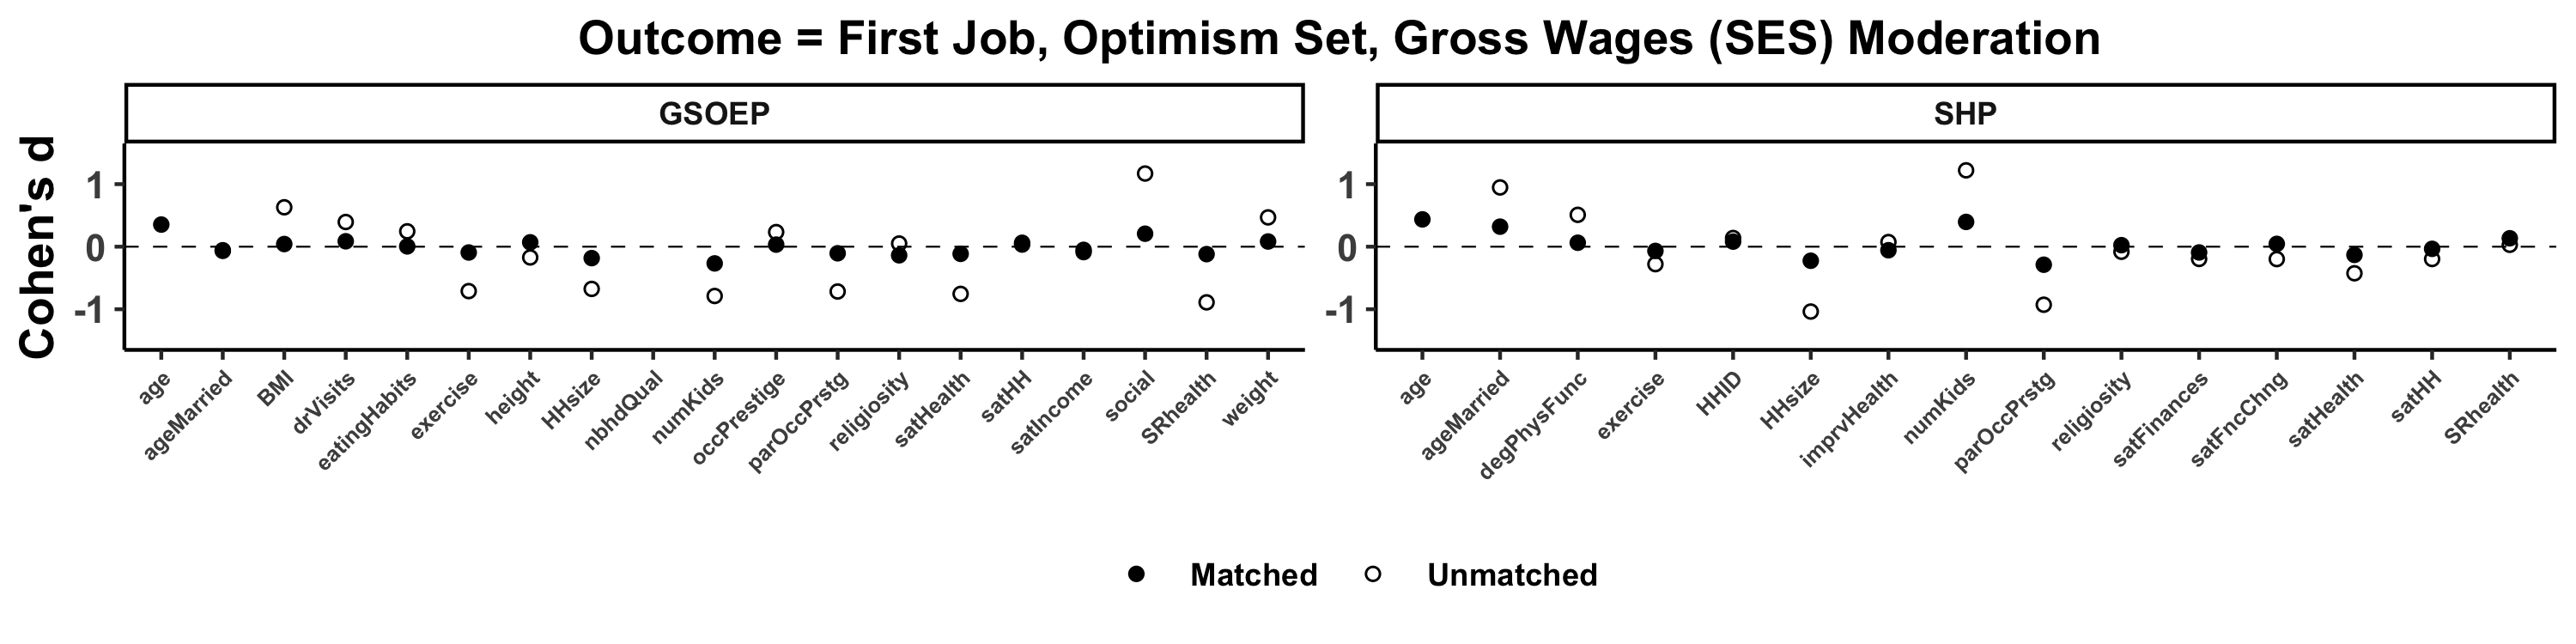 Outcome = First Job, Optimism Set, Gross Wages (SES) Moderation
GSOEP
SHP
Cohen's d
1
0
-1
1
0
-1
age
ageMarried
BMI
drVisits
eatingHabits
exercise
height
HHsize
nbhdQual
numKids
occPrestige
parOccPrstg
religiosity
satHealth
satHH
satIncome
social
SRhealth
weight
age
ageMarried
degPhysFunc
exercise
HHID
HHsize
imprvHealth
numKids
parOccPrstg
religiosity
satFinances
satFncChng
satHealth
satHH
SRhealth
Matched
Unmatched